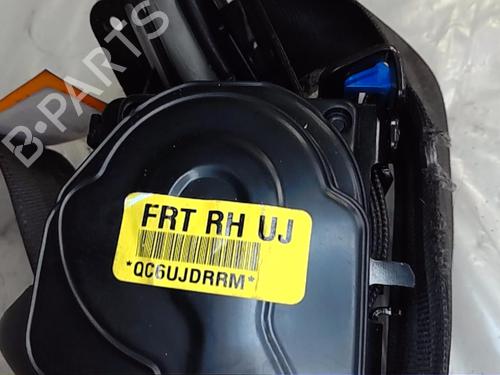 B-PARTS
FRT RH UJ
*QC6UJDRRM*